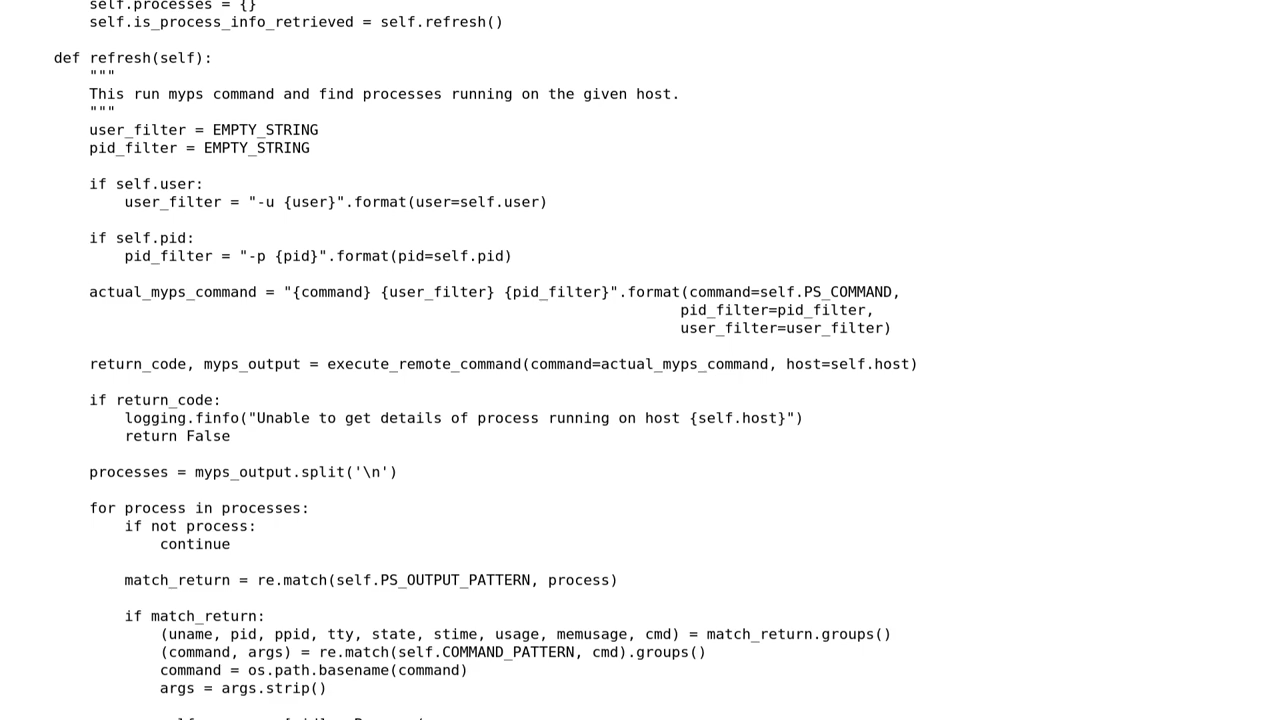 self.processes = {}
self.is_process_info_retrieved = self.refresh()
def refresh(self):
"""
This run myps command and find processes running on the given host.
"""
user_filter = EMPTY_STRING
pid_filter = EMPTY_STRING
if self.user:
user_filter = "-u {user}".format(user=self.user)
if self.pid:
pid_filter = "-p {pid}".format(pid=self.pid)
actual_myps_command = "{command} {user_filter} {pid_filter}".format(command=self.PS_COMMAND,
pid_filter=pid_filter,
user_filter=user_filter)
return_code, myps_output = execute_remote_command(command=actual_myps_command, host=self.host)
if return_code:
logging.finfo("Unable to get details of process running on host {self.host}")
return False
processes = myps_output.split('\n')
for process in processes:
if not process:
continue
match_return = re.match(self.PS_OUTPUT_PATTERN, process)
if match_return:
(uname, pid, ppid, tty, state, stime, usage, memusage, cmd) = match_return.groups()
(command, args) = re.match(self.COMMAND_PATTERN, cmd).groups()
command = os.path.basename(command)
args = args.strip()